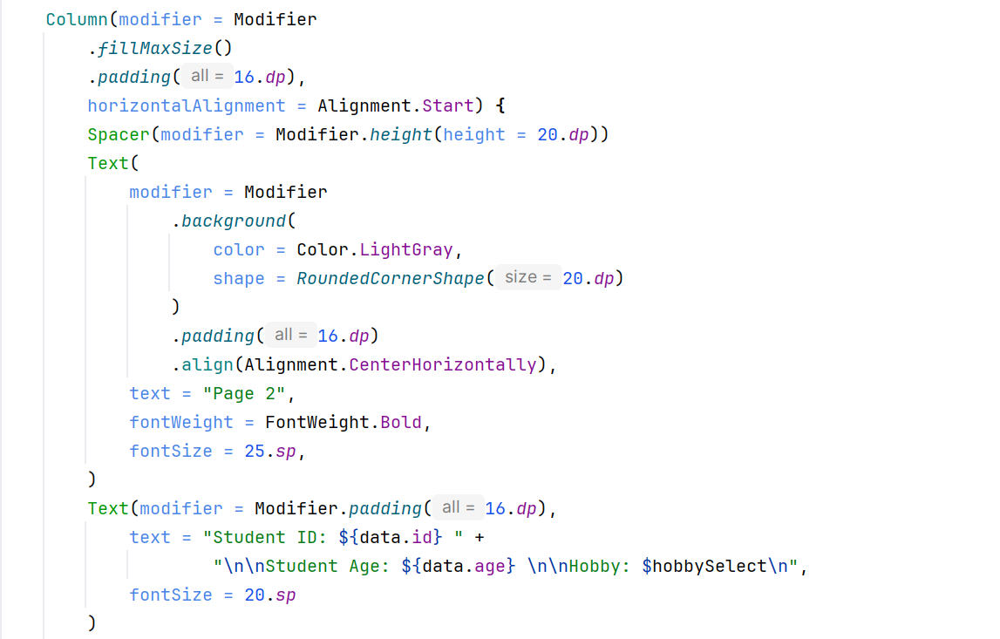 Column(modifier = Modifier
    .fillMaxSize()
    .padding( all = 16.dp),
    horizontalAlignment = Alignment.Start) {
    Spacer(modifier = Modifier.height(height = 20.dp))
    Text(
        modifier = Modifier
            .background(
                color = Color.LightGray,
                shape = RoundedCornerShape( size = 20.dp)
            )
            .padding( all = 16.dp)
            .align(Alignment.CenterHorizontally),
        text = "Page 2",
        fontWeight = FontWeight.Bold,
        fontSize = 25.sp,
    )
    Text(modifier = Modifier.padding( all = 16.dp),
        text = "Student ID: ${data.id} " +
                "\n\nStudent Age: ${data.age} \n\nHobby: $hobbySelect\n",
        fontSize = 20.sp
    )